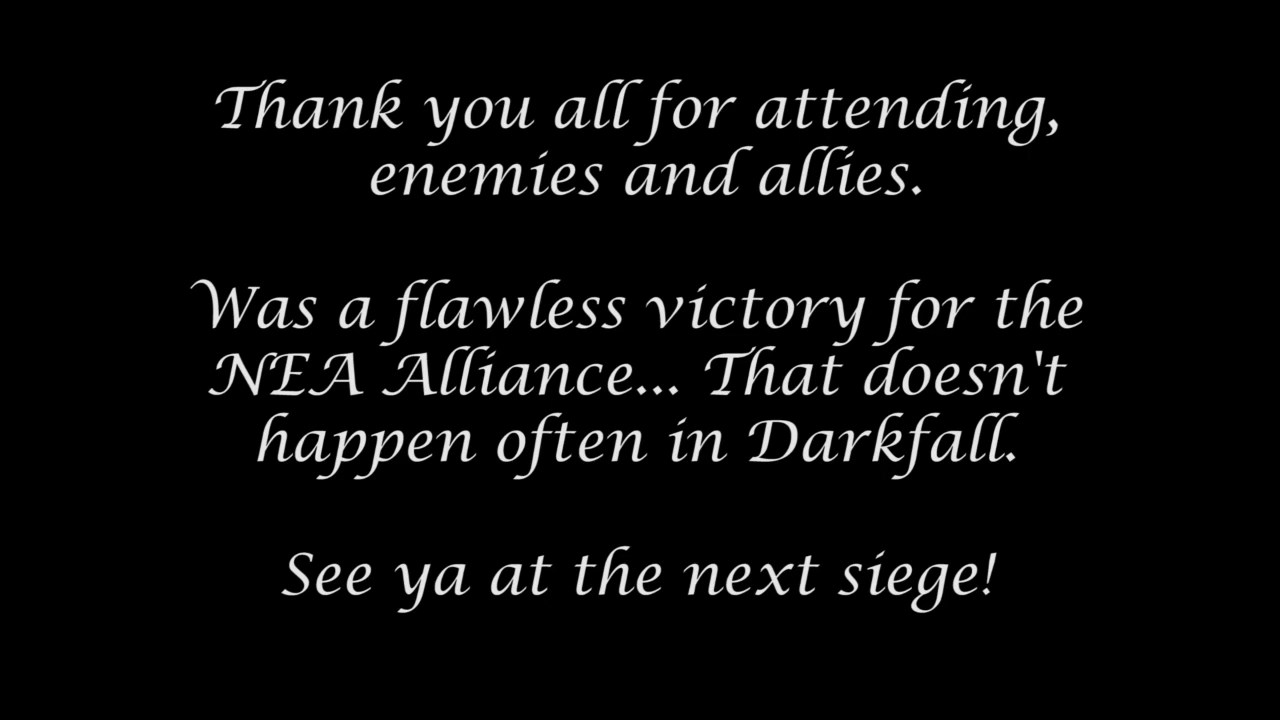 Thank you all for attending,
enemies and allies.
Was a flawless victory for the
NEA Alliance... That doesn't
happen often in Darkfall.
See ya at the next siege!